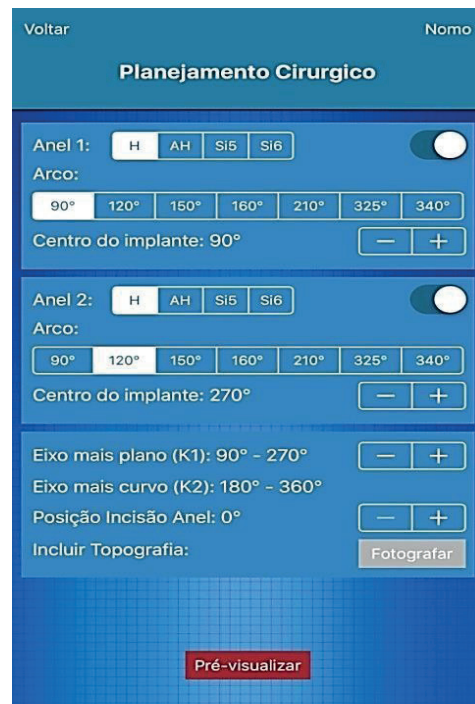 Voltar Nomo
Planejamento Cirurgico
Anel 1: H AH Si5 Si6
Arco:
90° 120° 150° 160° 210° 325° 340°
Centro do implante: 90° − +
Anel 2: H AH Si5 Si6
Arco:
90° 120° 150° 160° 210° 325° 340°
Centro do implante: 270° − +
Eixo mais plano (K1): 90° - 270° − +
Eixo mais curvo (K2): 180° - 360°
Posição Incisão Anel: 0° − +
Incluir Topografia: Fotografar
Pré-visualizar